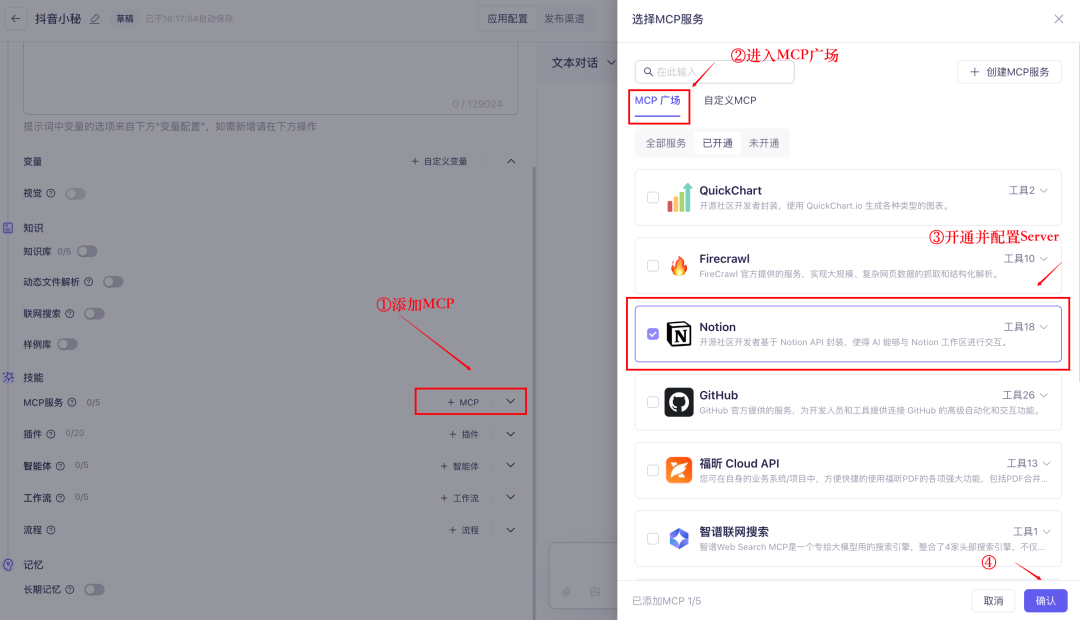 抖音小秘
草稿
已于16:17:54自动保存
应用配置
发布渠道
文本对话
0 / 129024
提示词中变量的选项来自下方“变量配置”，如需新增请在下方操作
变量
+ 自定义变量
视觉
知识
知识库 0/5
动态文件解析
联网搜索
样例库
①添加MCP
技能
MCP服务 0/5
+ MCP
插件 0/20
+ 插件
智能体 0/5
+ 智能体
工作流 0/5
+ 工作流
流程
+ 流程
记忆
长期记忆
选择MCP服务
②进入MCP广场
在此输入
+ 创建MCP服务
MCP 广场
自定义MCP
全部服务
已开通
未开通
QuickChart
工具2
开源社区开发者封装，使用 QuickChart.io 生成各种类型的图表。
③开通并配置Server
Firecrawl
工具10
FireCrawl 官方提供的服务，实现大规模、复杂网页数据的抓取和结构化解析。
Notion
工具18
开源社区开发者基于 Notion API 封装，使得 AI 能够与 Notion 工作区进行交互。
GitHub
工具26
GitHub 官方提供的服务，为开发人员和工具提供连接 GitHub 的高级自动化和交互功能。
福昕 Cloud API
工具13
您可在自身的业务系统/项目中，方便快捷的使用福昕PDF的各项强大功能，包括PDF合并...
智谱联网搜索
工具1
智谱Web Search MCP是一个专给大模型用的搜索引擎，整合了4家头部搜索引擎，不仅...
④
已添加MCP 1/5
取消
确认